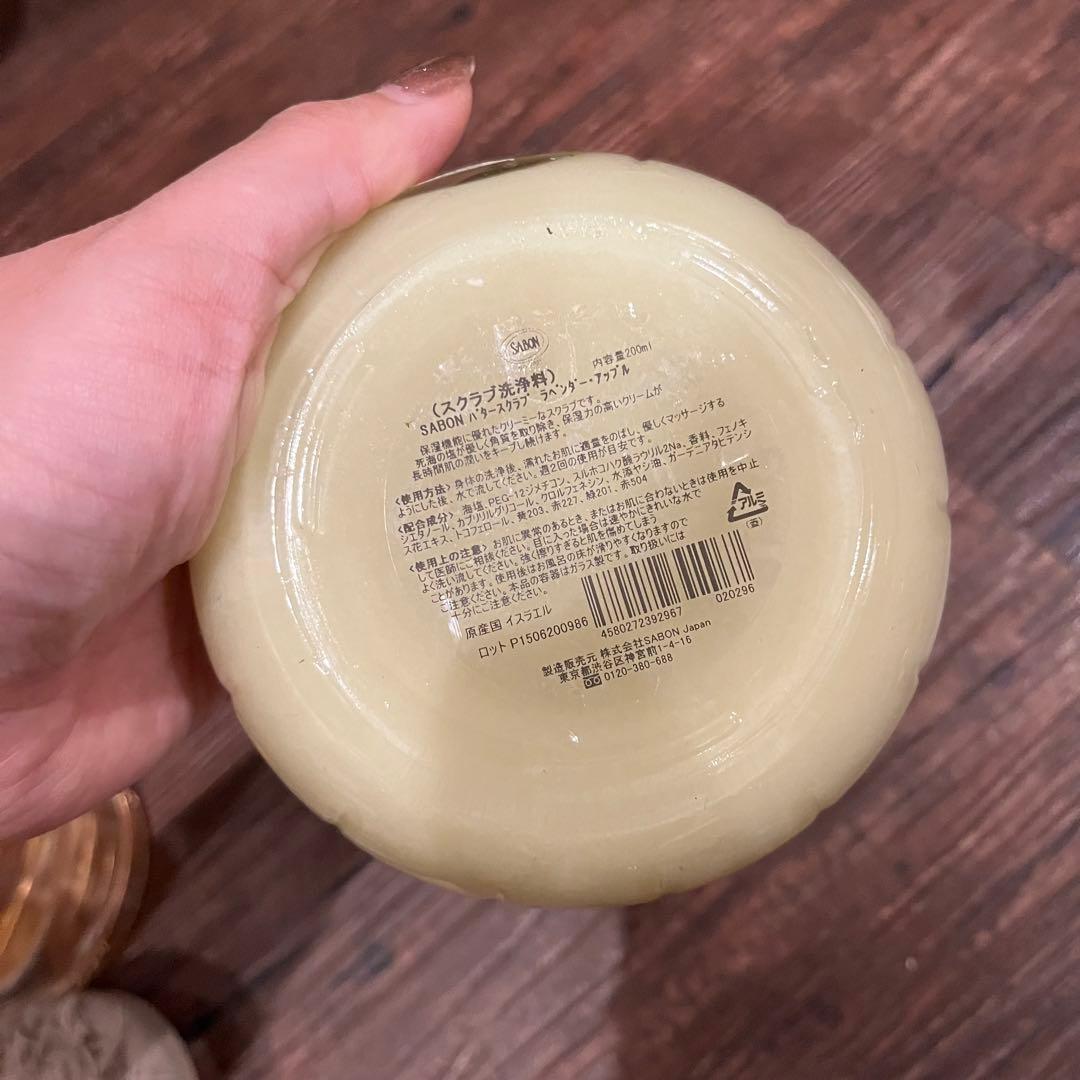 SABON
内容量200ml
(スクラブ洗浄料)
SABON バタースクラブ ラベンダー・アップル
保湿機能に優れたクリーミーなスクラブです。
死海の塩が優しく角質を取り除き、保湿力の高いクリームが
長時間肌の潤いをキープし続けます。
<使用方法> 身体の洗浄後、濡れたお肌に適量をのばし、優しくマッサージする
ようにした後、水で流してください。週2回の使用が目安です。
<配合成分> 海塩、PEG-12ジメチコン、スルホコハク酸ラウリル2Na、香料、フェノキ
シエタノール、カプリリルグリコール、クロルフェネシン、水添ヤシ油、ガーデニアタヒテンシ
ス花エキス、トコフェロール、黄203、赤227、緑201、赤504
<使用上の注意> お肌に異常のあるとき、またはお肌に合わないときは使用を中止
して医師にご相談ください。目に入った場合は速やかにきれいな水で
よく洗い流してください。強く擦りすぎると肌を傷めてしまう
ことがあります。使用後はお風呂の床が滑りやすくなりますので
ご注意ください。本品の容器はガラス製です。取り扱いには
十分にご注意ください。
アルミ
(蓋)
原産国 イスラエル
ロット P1506200986
4580272392967
020296
製造販売元 株式会社SABON Japan
東京都渋谷区神宮前1-4-16
0120-380-688